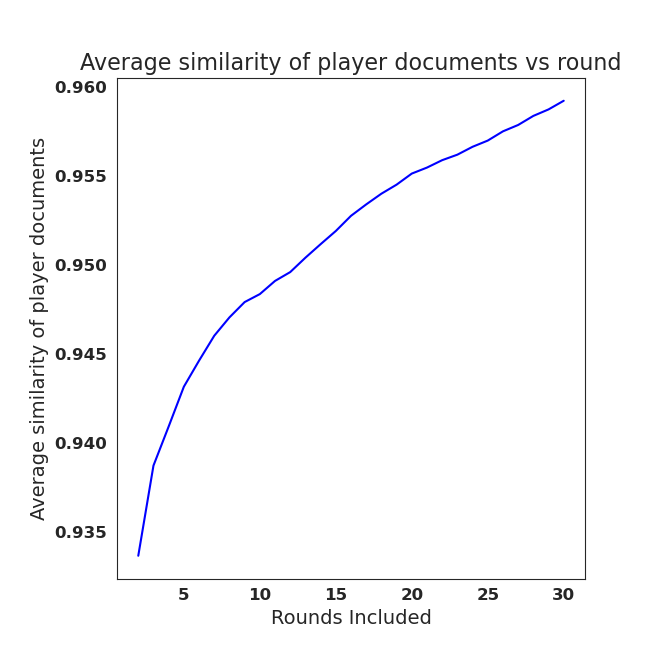 Average similarity of player documents vs round
0.960
0.955
0.950
0.945
0.940
0.935
Average similarity of player documents
5 10 15 20 25 30
Rounds Included